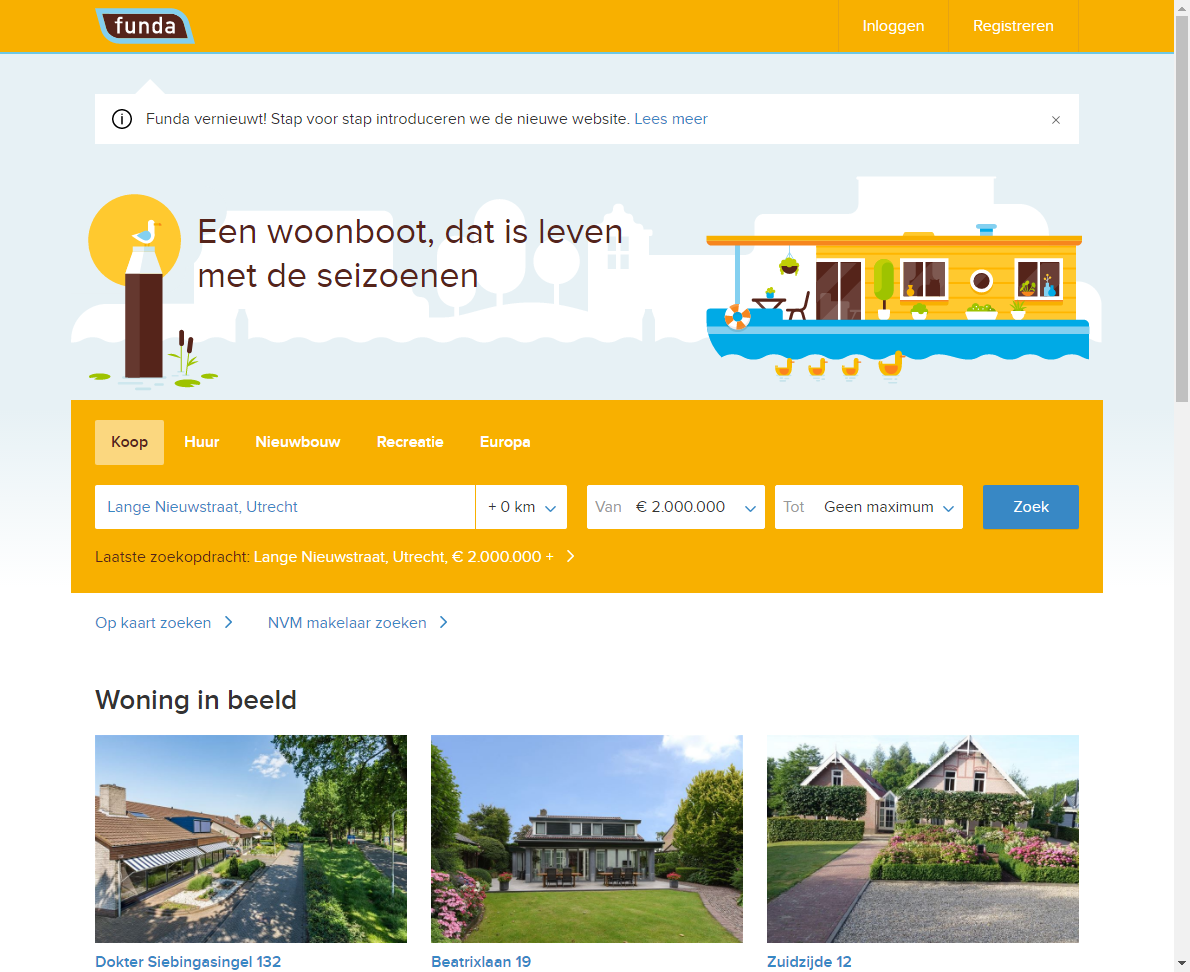 funda
Inloggen
Registreren
Funda vernieuwt! Stap voor stap introduceren we de nieuwe website. Lees meer
Een woonboot, dat is leven
met de seizoenen
Koop
Huur
Nieuwbouw
Recreatie
Europa
Lange Nieuwstraat, Utrecht
+ 0 km
Van € 2.000.000
Tot Geen maximum
Zoek
Laatste zoekopdracht: Lange Nieuwstraat, Utrecht, € 2.000.000 +
Op kaart zoeken
NVM makelaar zoeken
Woning in beeld
Dokter Siebingasingel 132
Beatrixlaan 19
Zuidzijde 12